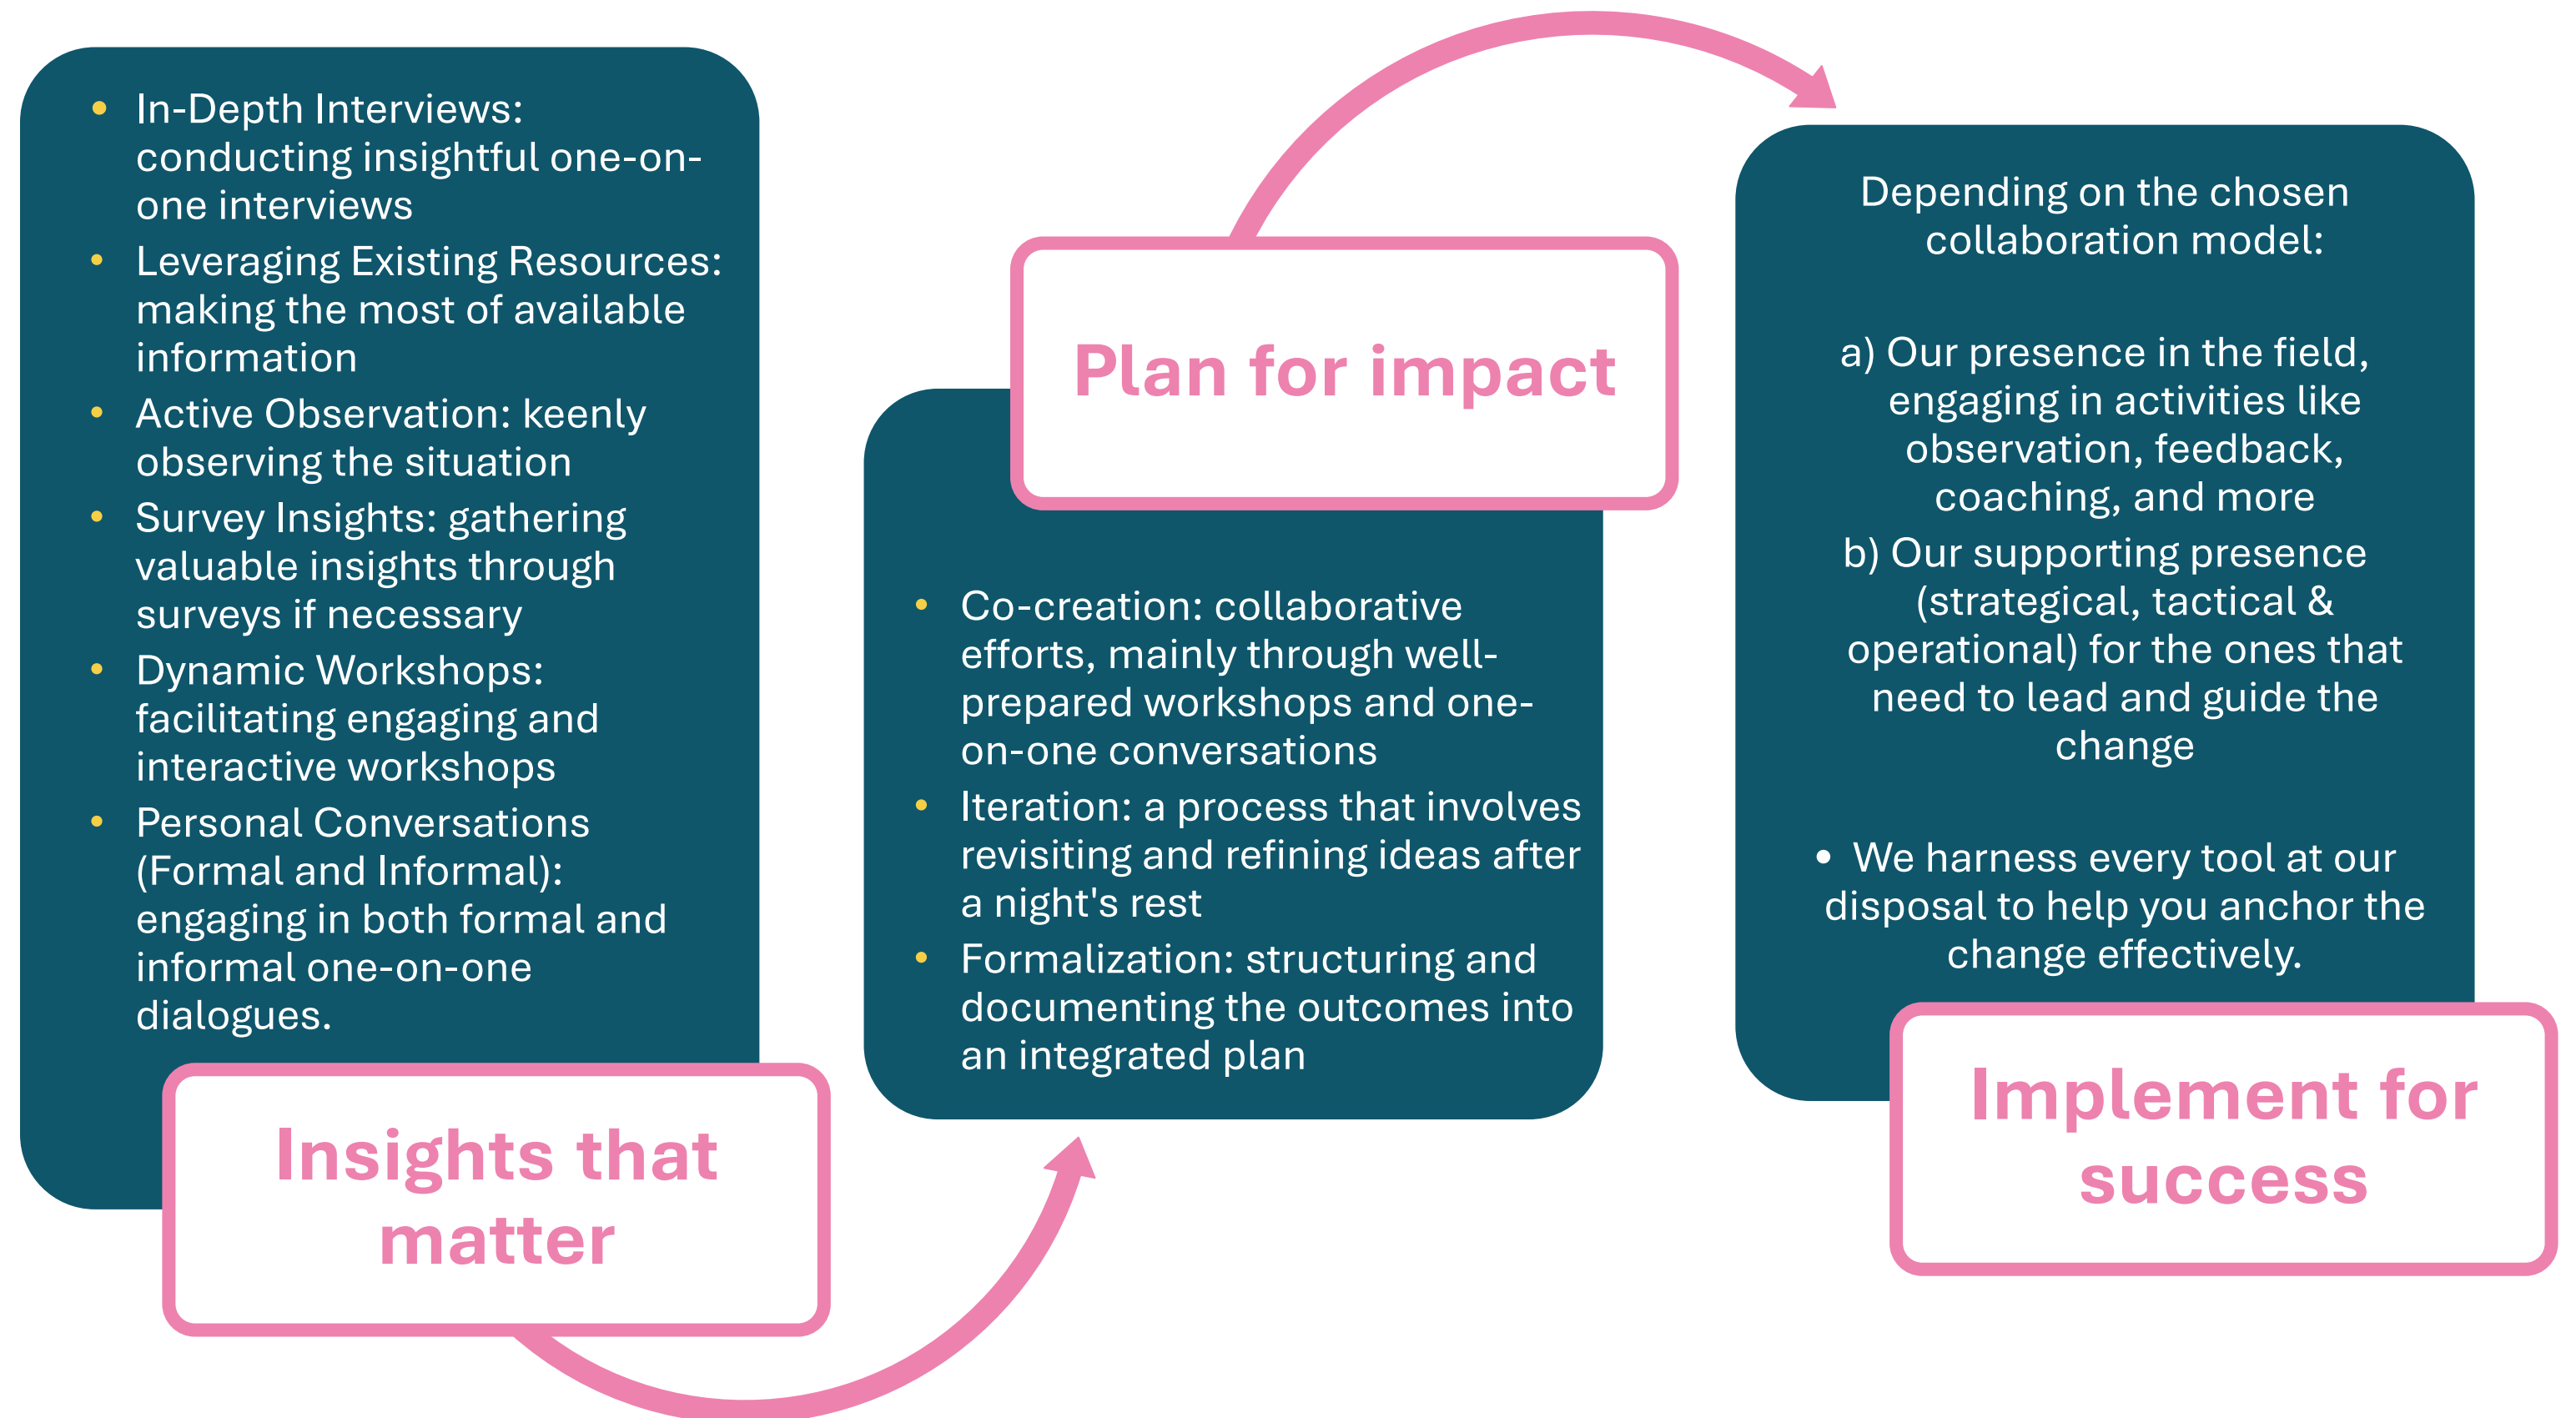 • In-Depth Interviews:
conducting insightful one-on-
one interviews
• Leveraging Existing Resources:
making the most of available
information
• Active Observation: keenly
observing the situation
• Survey Insights: gathering
valuable insights through
surveys if necessary
• Dynamic Workshops:
facilitating engaging and
interactive workshops
• Personal Conversations
(Formal and Informal):
engaging in both formal and
informal one-on-one
dialogues.
Insights that
matter
Plan for impact
• Co-creation: collaborative
efforts, mainly through well-
prepared workshops and one-
on-one conversations
• Iteration: a process that involves
revisiting and refining ideas after
a night's rest
• Formalization: structuring and
documenting the outcomes into
an integrated plan
Depending on the chosen
collaboration model:
a) Our presence in the field,
engaging in activities like
observation, feedback,
coaching, and more
b) Our supporting presence
(strategical, tactical &
operational) for the ones that
need to lead and guide the
change
• We harness every tool at our
disposal to help you anchor the
change effectively.
Implement for
success